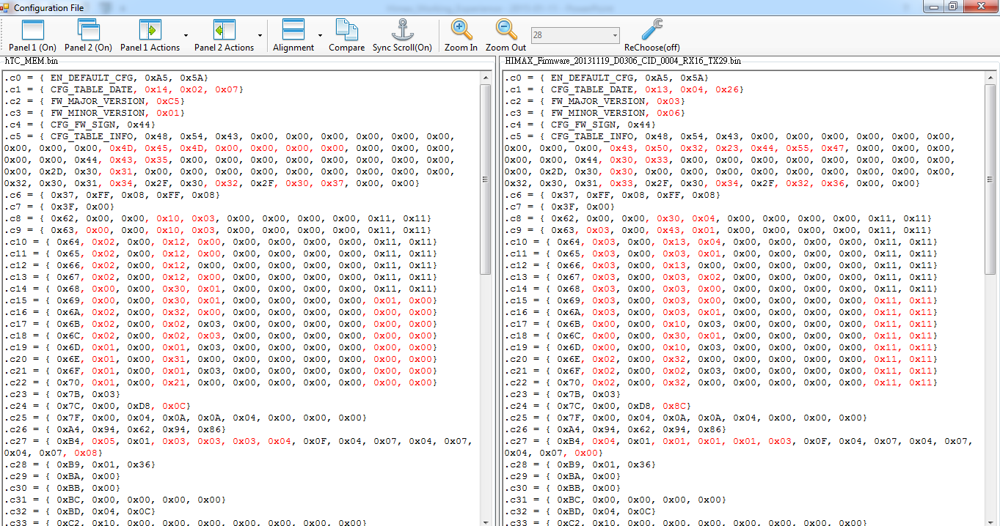 Configuration File
Panel 1 (On) Panel 2 (On) Panel 1 Actions Panel 2 Actions Alignment Compare Sync Scroll(On) Zoom In Zoom Out 28 ReChoose(off)
hTC_MEM.bin
.c0 = { EN_DEFAULT_CFG, 0xA5, 0x5A}
.c1 = { CFG_TABLE_DATE, 0x14, 0x02, 0x07}
.c2 = { FW_MAJOR_VERSION, 0xC5}
.c3 = { FW_MINOR_VERSION, 0x01}
.c4 = { CFG_FW_SIGN, 0x44}
.c5 = { CFG_TABLE_INFO, 0x48, 0x54, 0x43, 0x00, 0x00, 0x00, 0x00, 0x00, 0x00,
0x00, 0x00, 0x00, 0x4D, 0x45, 0x4D, 0x00, 0x00, 0x00, 0x00, 0x00, 0x00, 0x00,
0x00, 0x00, 0x44, 0x43, 0x35, 0x00, 0x00, 0x00, 0x00, 0x00, 0x00, 0x00, 0x00,
0x00, 0x2D, 0x30, 0x31, 0x00, 0x00, 0x00, 0x00, 0x00, 0x00, 0x00, 0x00, 0x00,
0x32, 0x30, 0x31, 0x34, 0x2F, 0x30, 0x32, 0x2F, 0x30, 0x37, 0x00, 0x00}
.c6 = { 0x37, 0xFF, 0x08, 0xFF, 0x08}
.c7 = { 0x3F, 0x00}
.c8 = { 0x62, 0x00, 0x00, 0x10, 0x03, 0x00, 0x00, 0x00, 0x00, 0x11, 0x11}
.c9 = { 0x63, 0x00, 0x00, 0x10, 0x03, 0x00, 0x00, 0x00, 0x00, 0x11, 0x11}
.c10 = { 0x64, 0x02, 0x00, 0x12, 0x00, 0x00, 0x00, 0x00, 0x00, 0x11, 0x11}
.c11 = { 0x65, 0x02, 0x00, 0x12, 0x00, 0x00, 0x00, 0x00, 0x00, 0x11, 0x11}
.c12 = { 0x66, 0x02, 0x00, 0x12, 0x00, 0x00, 0x00, 0x00, 0x00, 0x11, 0x11}
.c13 = { 0x67, 0x02, 0x00, 0x12, 0x00, 0x00, 0x00, 0x00, 0x00, 0x11, 0x11}
.c14 = { 0x68, 0x00, 0x00, 0x30, 0x01, 0x00, 0x00, 0x00, 0x00, 0x11, 0x11}
.c15 = { 0x69, 0x00, 0x00, 0x30, 0x01, 0x00, 0x00, 0x00, 0x00, 0x01, 0x00}
.c16 = { 0x6A, 0x02, 0x00, 0x32, 0x00, 0x00, 0x00, 0x00, 0x00, 0x00, 0x00}
.c17 = { 0x6B, 0x02, 0x00, 0x02, 0x03, 0x00, 0x00, 0x00, 0x00, 0x00, 0x00}
.c18 = { 0x6C, 0x02, 0x00, 0x02, 0x03, 0x00, 0x00, 0x00, 0x00, 0x00, 0x00}
.c19 = { 0x6D, 0x01, 0x00, 0x01, 0x03, 0x00, 0x00, 0x00, 0x00, 0x00, 0x00}
.c20 = { 0x6E, 0x01, 0x00, 0x31, 0x00, 0x00, 0x00, 0x00, 0x00, 0x00, 0x00}
.c21 = { 0x6F, 0x01, 0x00, 0x01, 0x03, 0x00, 0x00, 0x00, 0x00, 0x00, 0x00}
.c22 = { 0x70, 0x01, 0x00, 0x21, 0x00, 0x00, 0x00, 0x00, 0x00, 0x00, 0x00}
.c23 = { 0x7B, 0x03}
.c24 = { 0x7C, 0x00, 0xD8, 0x0C}
.c25 = { 0x7F, 0x00, 0x04, 0x0A, 0x0A, 0x04, 0x00, 0x00, 0x00}
.c26 = { 0xA4, 0x94, 0x62, 0x94, 0x86}
.c27 = { 0xB4, 0x05, 0x01, 0x03, 0x03, 0x03, 0x04, 0x0F, 0x04, 0x07, 0x04, 0x07,
0x04, 0x07, 0x08}
.c28 = { 0xB9, 0x01, 0x36}
.c29 = { 0xBA, 0x00}
.c30 = { 0xBB, 0x00}
.c31 = { 0xBC, 0x00, 0x00, 0x00, 0x00}
.c32 = { 0xBD, 0x04, 0x0C}
.c33 = { 0xC2, 0x10, 0x00, 0x00, 0x00, 0x00, 0x00, 0x00, 0x00}
HIMAX_Firmware_20131119_D0306_CID_0004_RX16_TX29.bin
.c0 = { EN_DEFAULT_CFG, 0xA5, 0x5A}
.c1 = { CFG_TABLE_DATE, 0x13, 0x04, 0x26}
.c2 = { FW_MAJOR_VERSION, 0x03}
.c3 = { FW_MINOR_VERSION, 0x06}
.c4 = { CFG_FW_SIGN, 0x44}
.c5 = { CFG_TABLE_INFO, 0x48, 0x54, 0x43, 0x00, 0x00, 0x00, 0x00, 0x00, 0x00,
0x00, 0x00, 0x00, 0x43, 0x50, 0x32, 0x23, 0x44, 0x55, 0x47, 0x00, 0x00, 0x00,
0x00, 0x00, 0x44, 0x30, 0x33, 0x00, 0x00, 0x00, 0x00, 0x00, 0x00, 0x00, 0x00,
0x00, 0x2D, 0x30, 0x30, 0x00, 0x00, 0x00, 0x00, 0x00, 0x00, 0x00, 0x00, 0x00,
0x32, 0x30, 0x31, 0x33, 0x2F, 0x30, 0x34, 0x2F, 0x32, 0x36, 0x00, 0x00}
.c6 = { 0x37, 0xFF, 0x08, 0xFF, 0x08}
.c7 = { 0x3F, 0x00}
.c8 = { 0x62, 0x00, 0x00, 0x30, 0x04, 0x00, 0x00, 0x00, 0x00, 0x11, 0x11}
.c9 = { 0x63, 0x03, 0x00, 0x43, 0x01, 0x00, 0x00, 0x00, 0x00, 0x11, 0x11}
.c10 = { 0x64, 0x03, 0x00, 0x13, 0x04, 0x00, 0x00, 0x00, 0x00, 0x11, 0x11}
.c11 = { 0x65, 0x03, 0x00, 0x03, 0x01, 0x00, 0x00, 0x00, 0x00, 0x11, 0x11}
.c12 = { 0x66, 0x03, 0x00, 0x13, 0x00, 0x00, 0x00, 0x00, 0x00, 0x11, 0x11}
.c13 = { 0x67, 0x03, 0x00, 0x03, 0x02, 0x00, 0x00, 0x00, 0x00, 0x11, 0x11}
.c14 = { 0x68, 0x03, 0x00, 0x03, 0x00, 0x00, 0x00, 0x00, 0x00, 0x11, 0x11}
.c15 = { 0x69, 0x03, 0x00, 0x03, 0x00, 0x00, 0x00, 0x00, 0x00, 0x11, 0x11}
.c16 = { 0x6A, 0x03, 0x00, 0x03, 0x01, 0x00, 0x00, 0x00, 0x00, 0x11, 0x11}
.c17 = { 0x6B, 0x00, 0x00, 0x10, 0x03, 0x00, 0x00, 0x00, 0x00, 0x11, 0x11}
.c18 = { 0x6C, 0x00, 0x00, 0x30, 0x01, 0x00, 0x00, 0x00, 0x00, 0x11, 0x11}
.c19 = { 0x6D, 0x00, 0x00, 0x10, 0x03, 0x00, 0x00, 0x00, 0x00, 0x11, 0x11}
.c20 = { 0x6E, 0x02, 0x00, 0x32, 0x00, 0x00, 0x00, 0x00, 0x00, 0x11, 0x11}
.c21 = { 0x6F, 0x02, 0x00, 0x02, 0x03, 0x00, 0x00, 0x00, 0x00, 0x11, 0x11}
.c22 = { 0x70, 0x02, 0x00, 0x32, 0x00, 0x00, 0x00, 0x00, 0x00, 0x11, 0x11}
.c23 = { 0x7B, 0x03}
.c24 = { 0x7C, 0x00, 0xD8, 0x8C}
.c25 = { 0x7F, 0x00, 0x04, 0x0A, 0x0A, 0x04, 0x00, 0x00, 0x00}
.c26 = { 0xA4, 0x94, 0x62, 0x94, 0x86}
.c27 = { 0xB4, 0x04, 0x01, 0x01, 0x01, 0x01, 0x03, 0x0F, 0x04, 0x07, 0x04, 0x07,
0x04, 0x07, 0x00}
.c28 = { 0xB9, 0x01, 0x36}
.c29 = { 0xBA, 0x00}
.c30 = { 0xBB, 0x00}
.c31 = { 0xBC, 0x00, 0x00, 0x00, 0x00}
.c32 = { 0xBD, 0x04, 0x0C}
.c33 = { 0xC2, 0x10, 0x00, 0x00, 0x00, 0x00, 0x00, 0x00, 0x00}